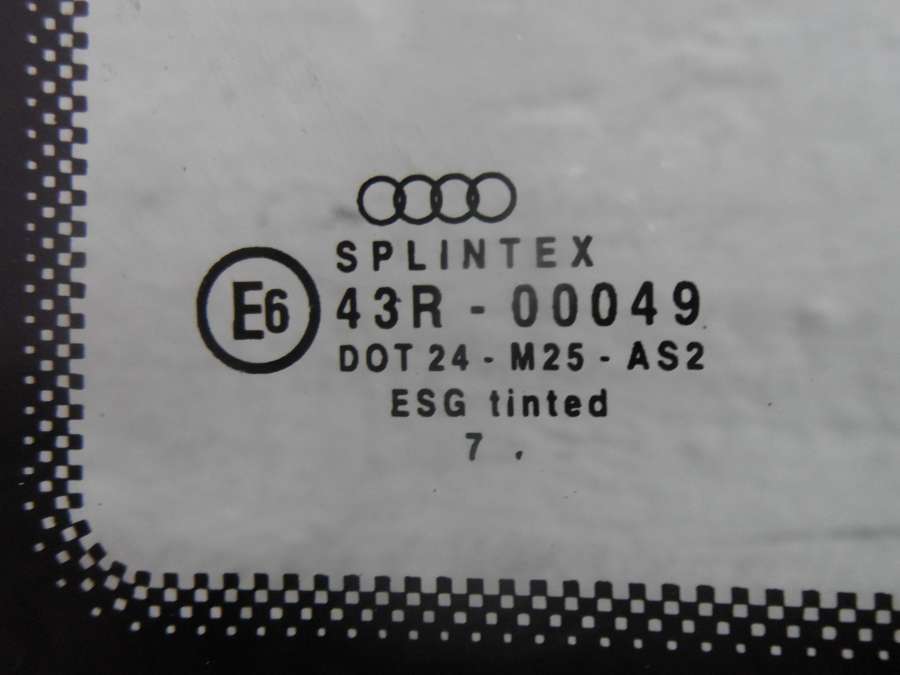 SPLINTEX
E6
43R - 00049
DOT 24 - M25 - AS2
ESG tinted
7 .